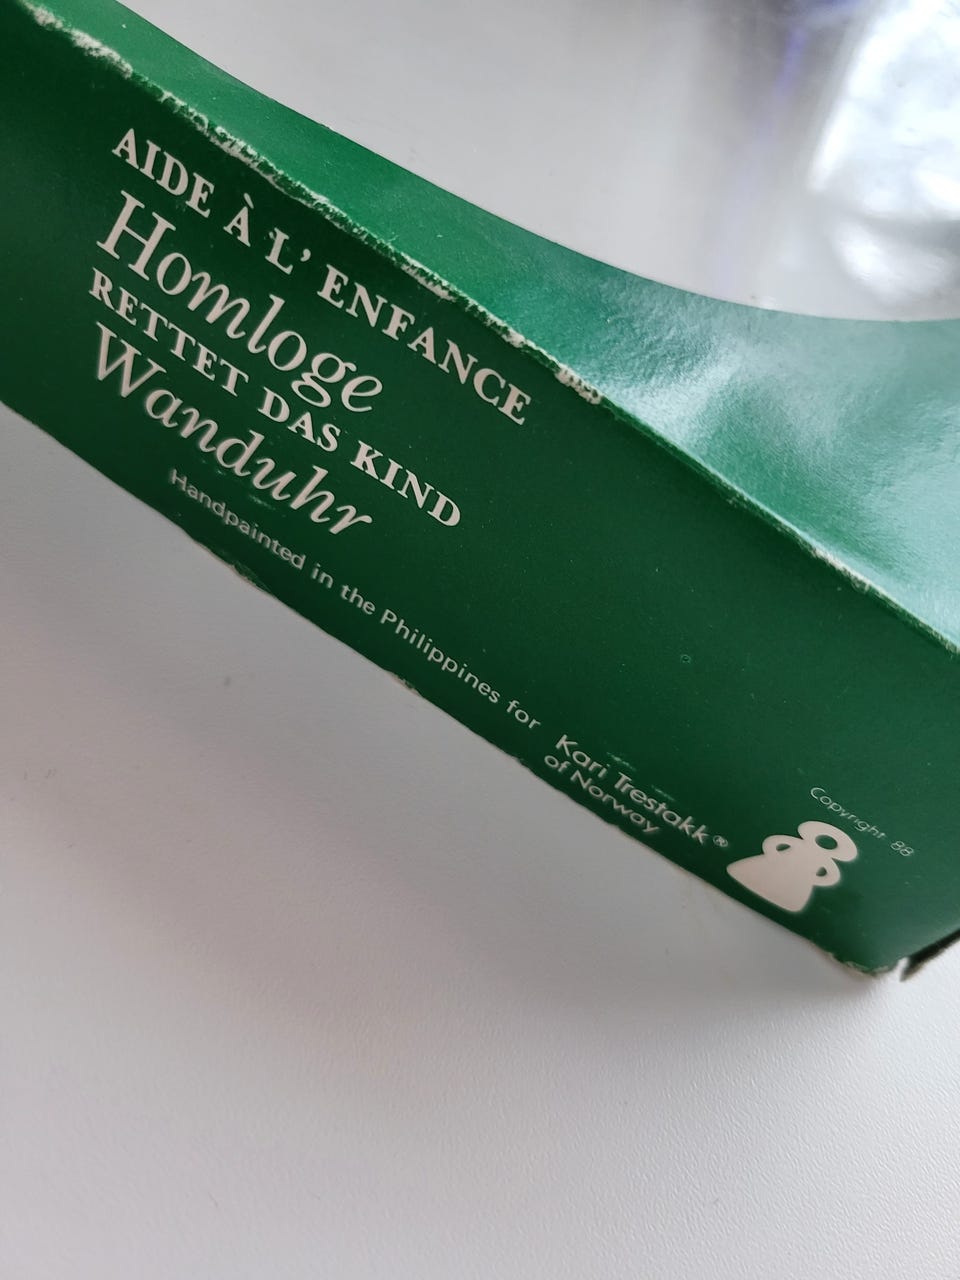 AIDE À L' ENFANCE
Homloge
RETTET DAS KIND
Wanduhr
Handpainted in the Philippines for
Kari Trestakk®
of Norway
Copyright 88